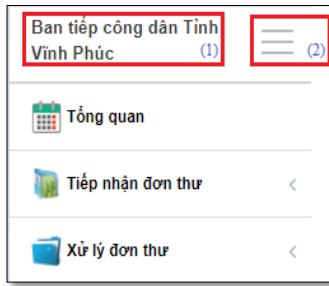 Ban tiếp công dân Tỉnh
Vĩnh Phúc (1) (2)
Tổng quan
Tiếp nhận đơn thư
Xử lý đơn thư